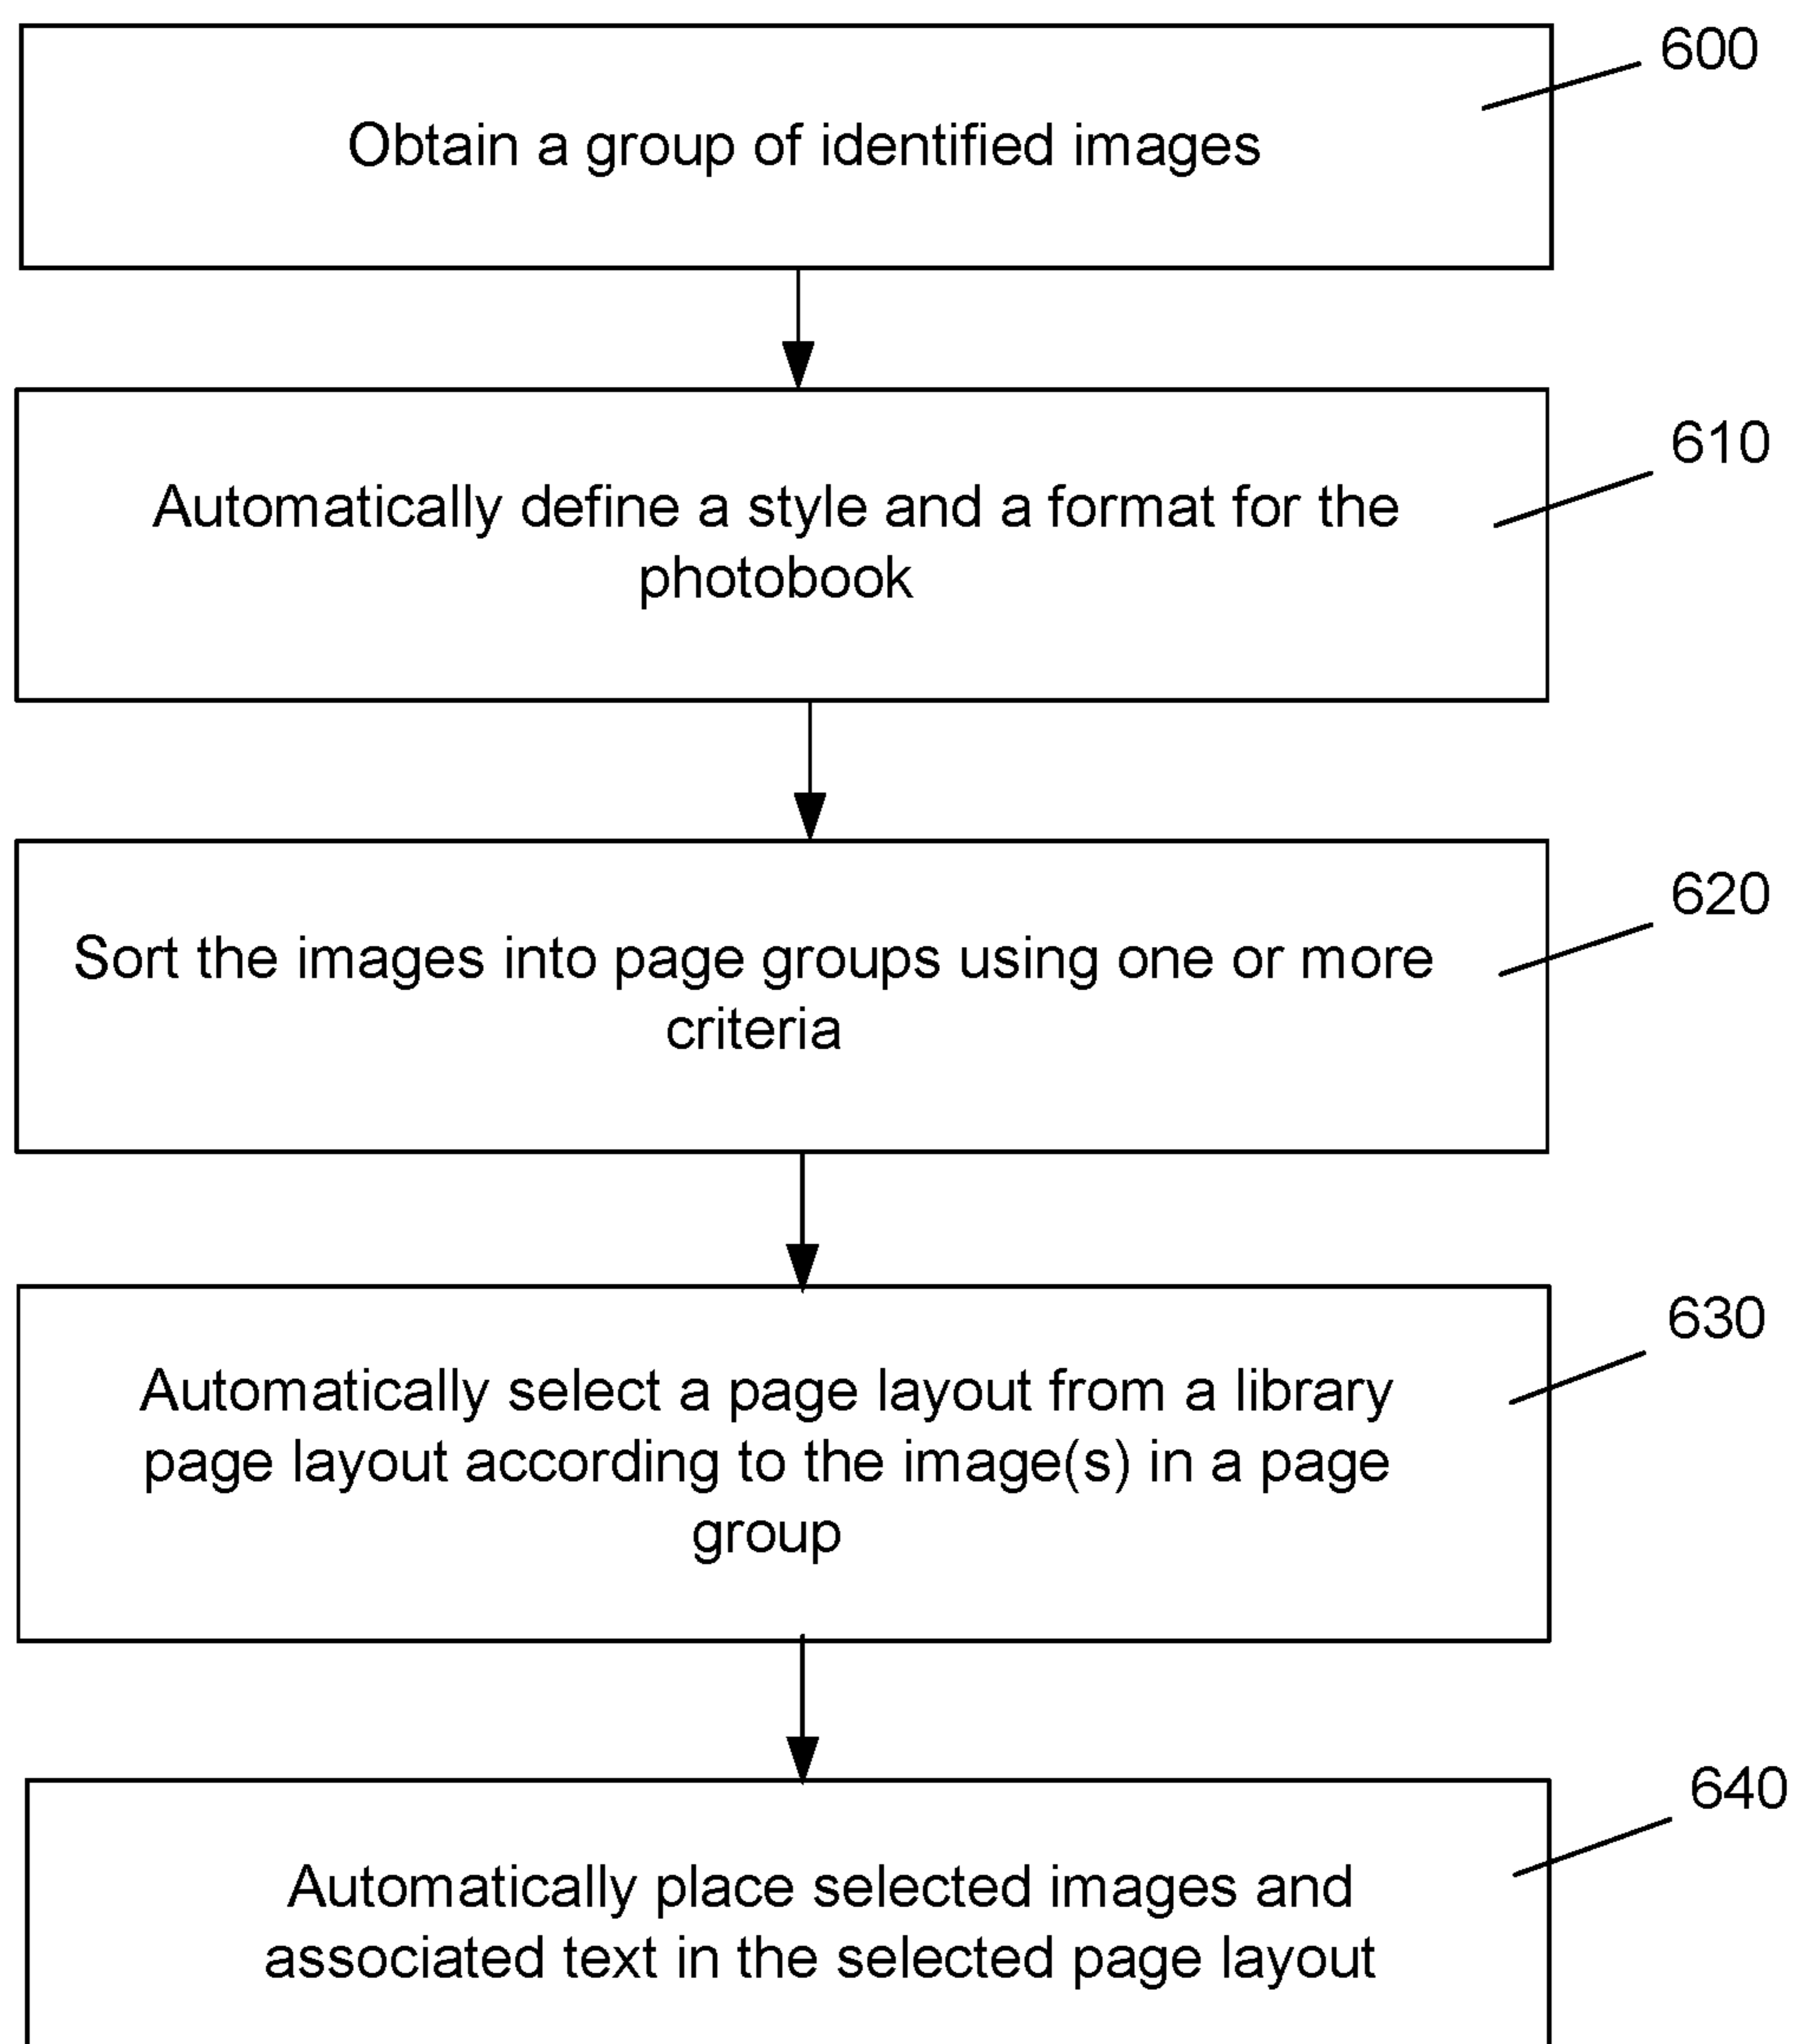 600
Obtain a group of identified images
610
Automatically define a style and a format for the
photobook
620
Sort the images into page groups using one or more
criteria
630
Automatically select a page layout from a library
page layout according to the image(s) in a page
group
640
Automatically place selected images and
associated text in the selected page layout